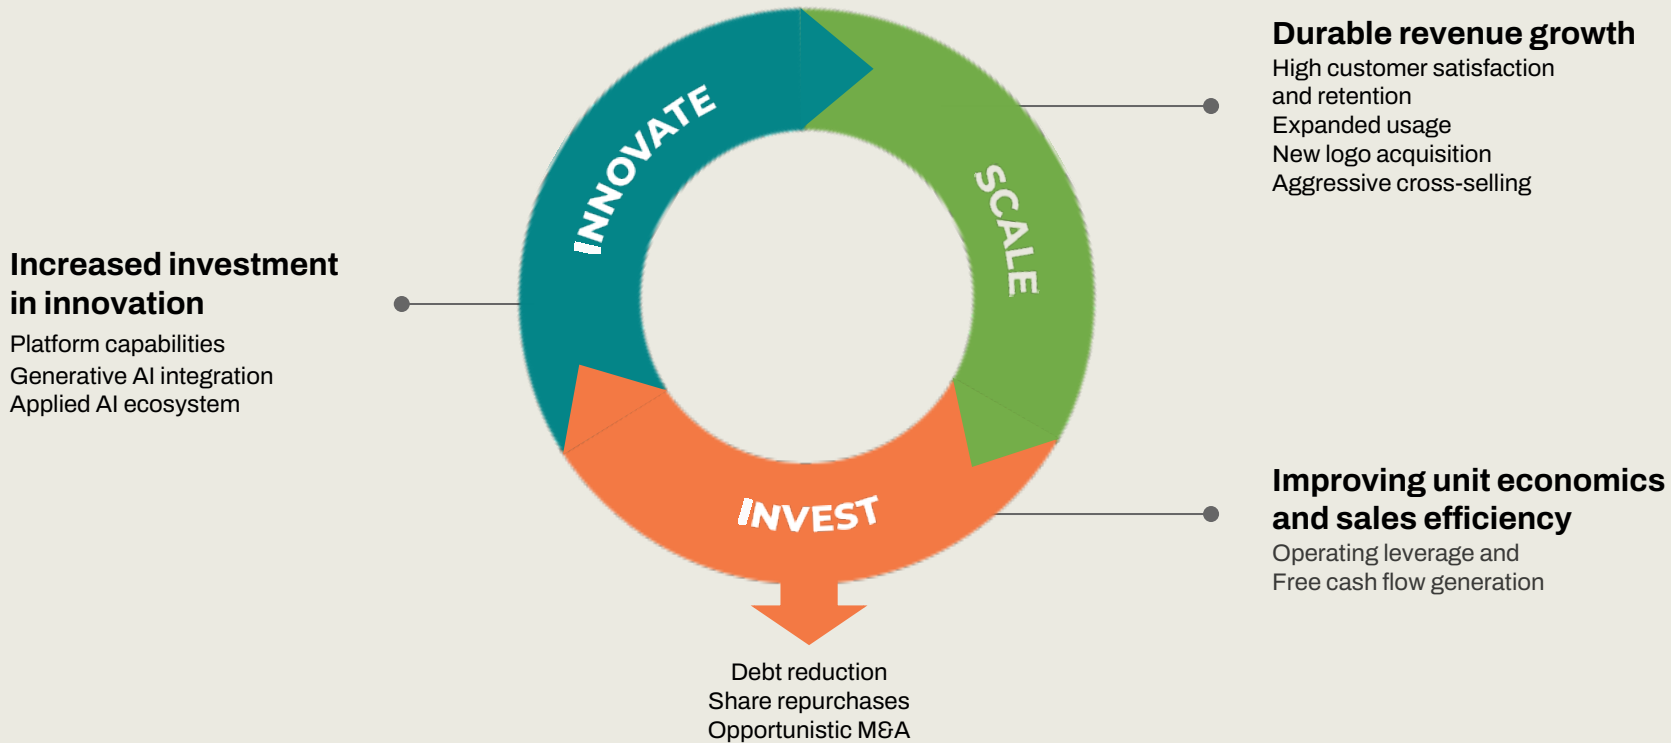 INNOVATE
SCALE
INVEST
Durable revenue growth
High customer satisfaction
and retention
Expanded usage
New logo acquisition
Aggressive cross-selling
Increased investment
in innovation
Platform capabilities
Generative AI integration
Applied AI ecosystem
Improving unit economics
and sales efficiency
Operating leverage and
Free cash flow generation
Debt reduction
Share repurchases
Opportunistic M&A